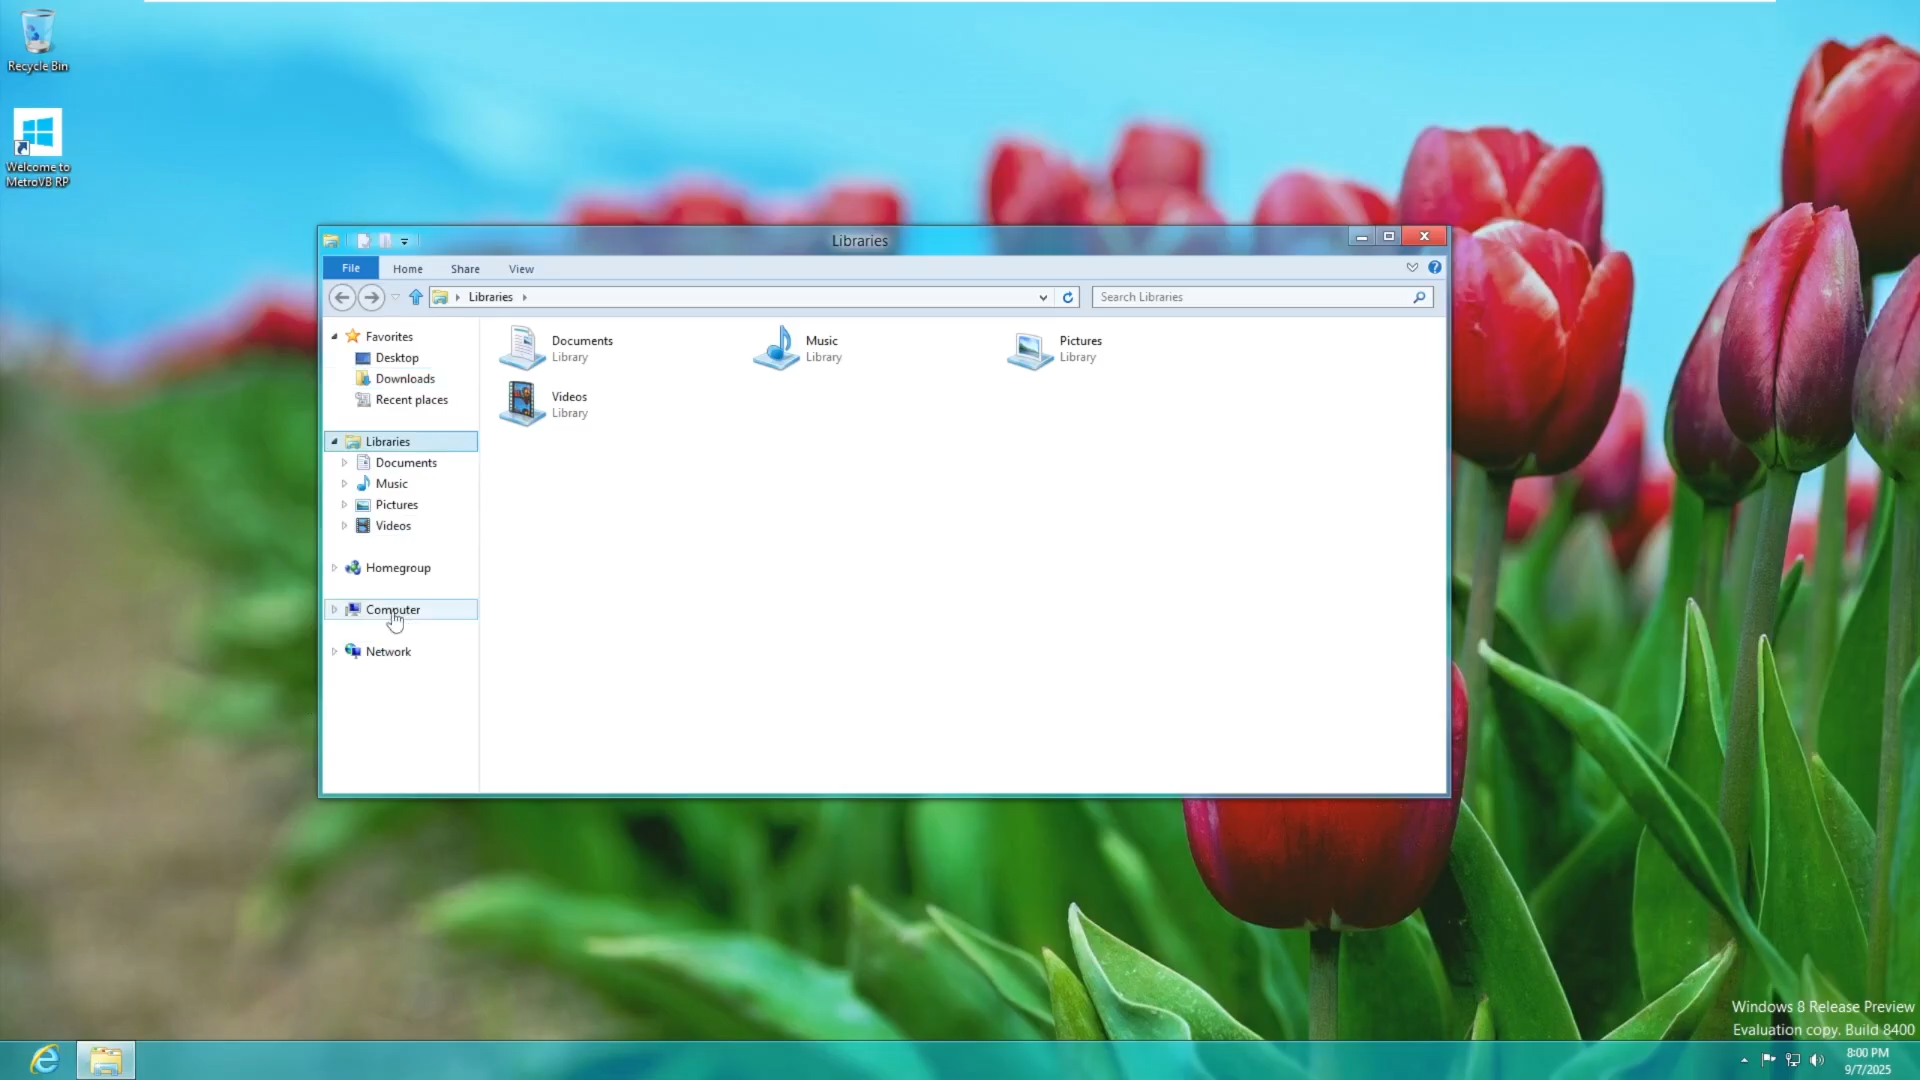 Recycle Bin
Welcome to
MetroVB RP
Libraries
File Home Share View
Libraries
Search Libraries
Favorites
Desktop
Downloads
Recent places
Libraries
Documents
Music
Pictures
Videos
Homegroup
Computer
Network
Documents
Library
Music
Library
Pictures
Library
Videos
Library
Windows 8 Release Preview
Evaluation copy. Build 8400
8:00 PM
9/7/2025